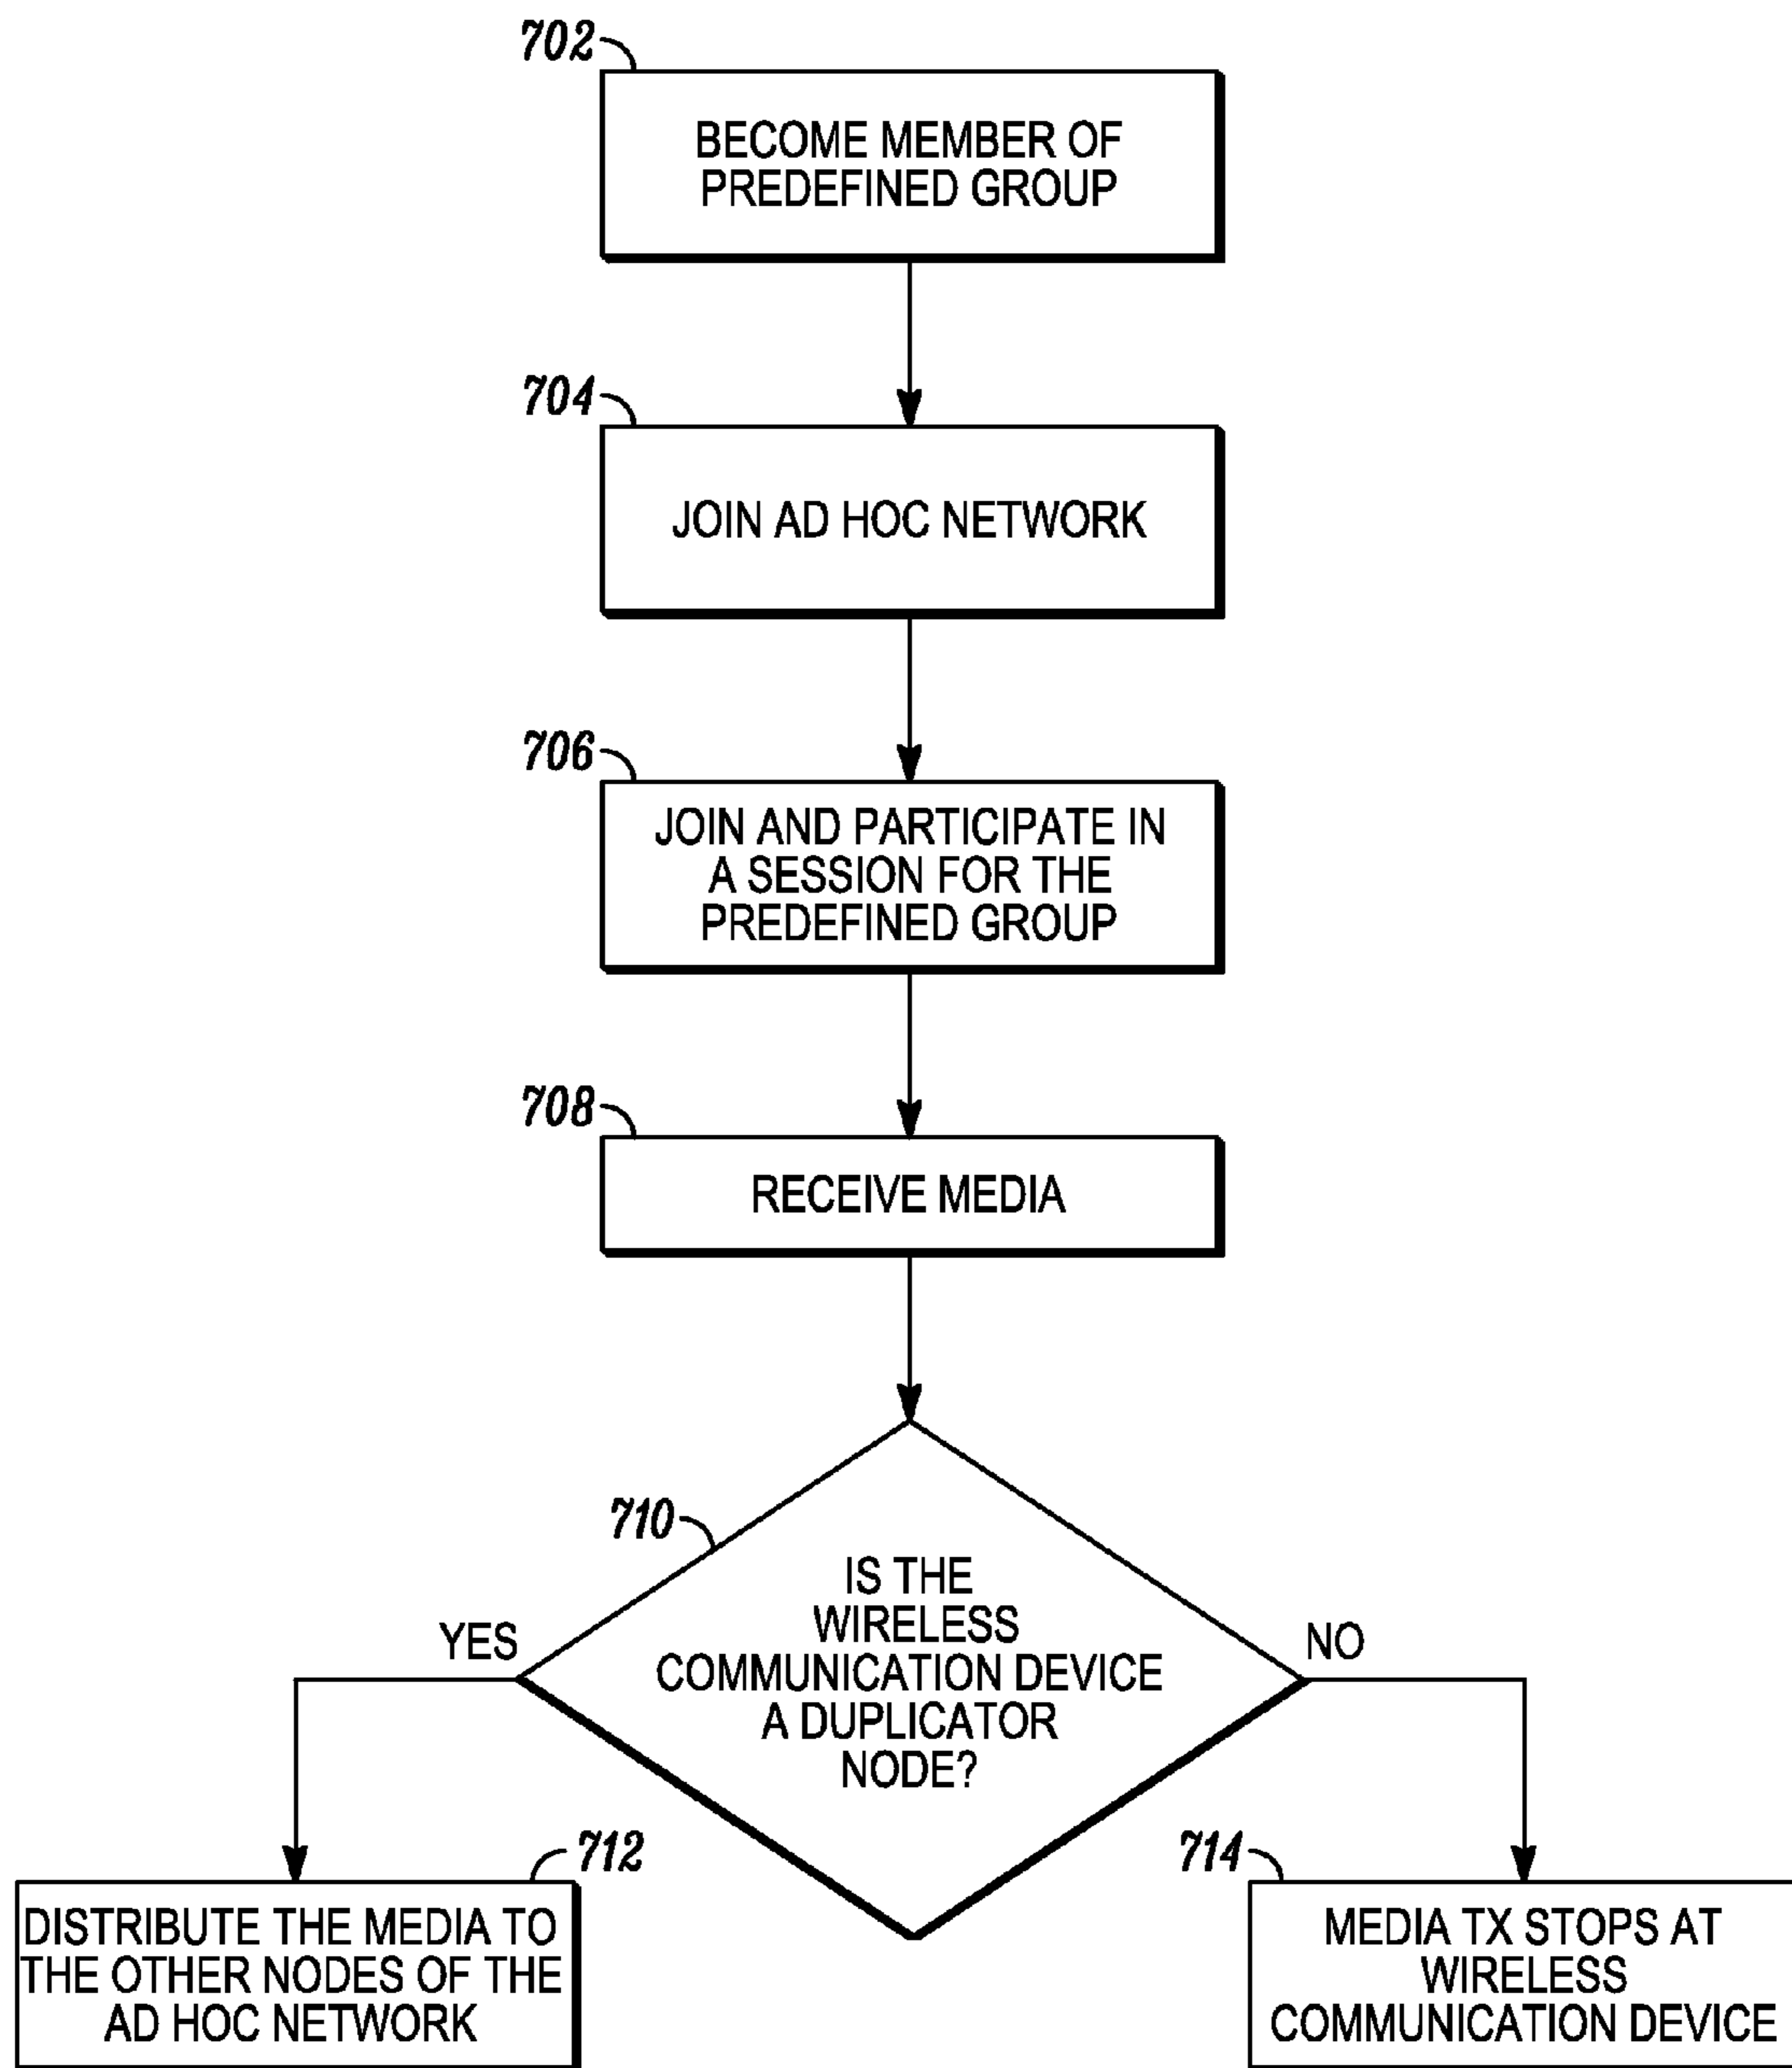 702
BECOME MEMBER OF
PREDEFINED GROUP
704
JOIN AD HOC NETWORK
706
JOIN AND PARTICIPATE IN
A SESSION FOR THE
PREDEFINED GROUP
708
RECEIVE MEDIA
710
IS THE
WIRELESS
COMMUNICATION DEVICE
A DUPLICATOR
NODE?
YES
NO
712
DISTRIBUTE THE MEDIA TO
THE OTHER NODES OF THE
AD HOC NETWORK
714
MEDIA TX STOPS AT
WIRELESS
COMMUNICATION DEVICE